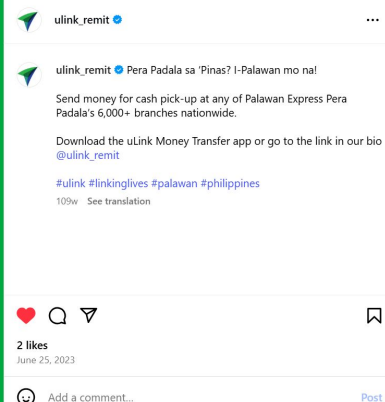 ulink_remit
ulink_remit Pera Padala sa 'Pinas? I-Palawan mo na!
Send money for cash pick-up at any of Palawan Express Pera
Padala's 6,000+ branches nationwide.
Download the uLink Money Transfer app or go to the link in our bio
@ulink_remit
#ulink #linkinglives #palawan #philippines
109w See translation
2 likes
June 25, 2023
Add a comment... Post